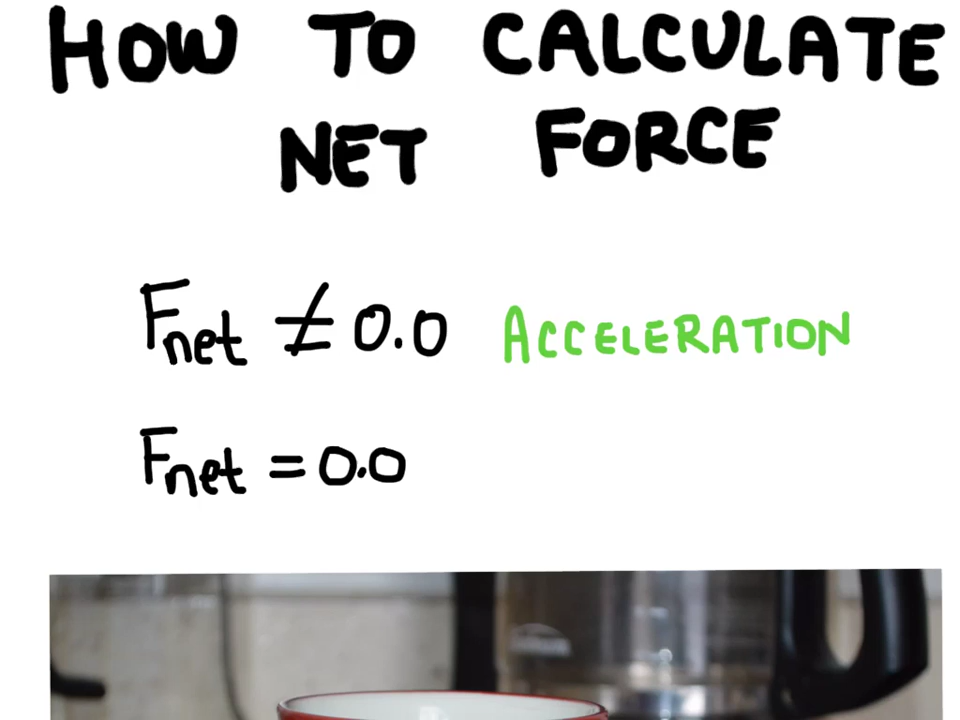 HOW TO CALCULATE
NET FORCE
Fnet ≠ 0.0 ACCELERATION
Fnet = 0.0